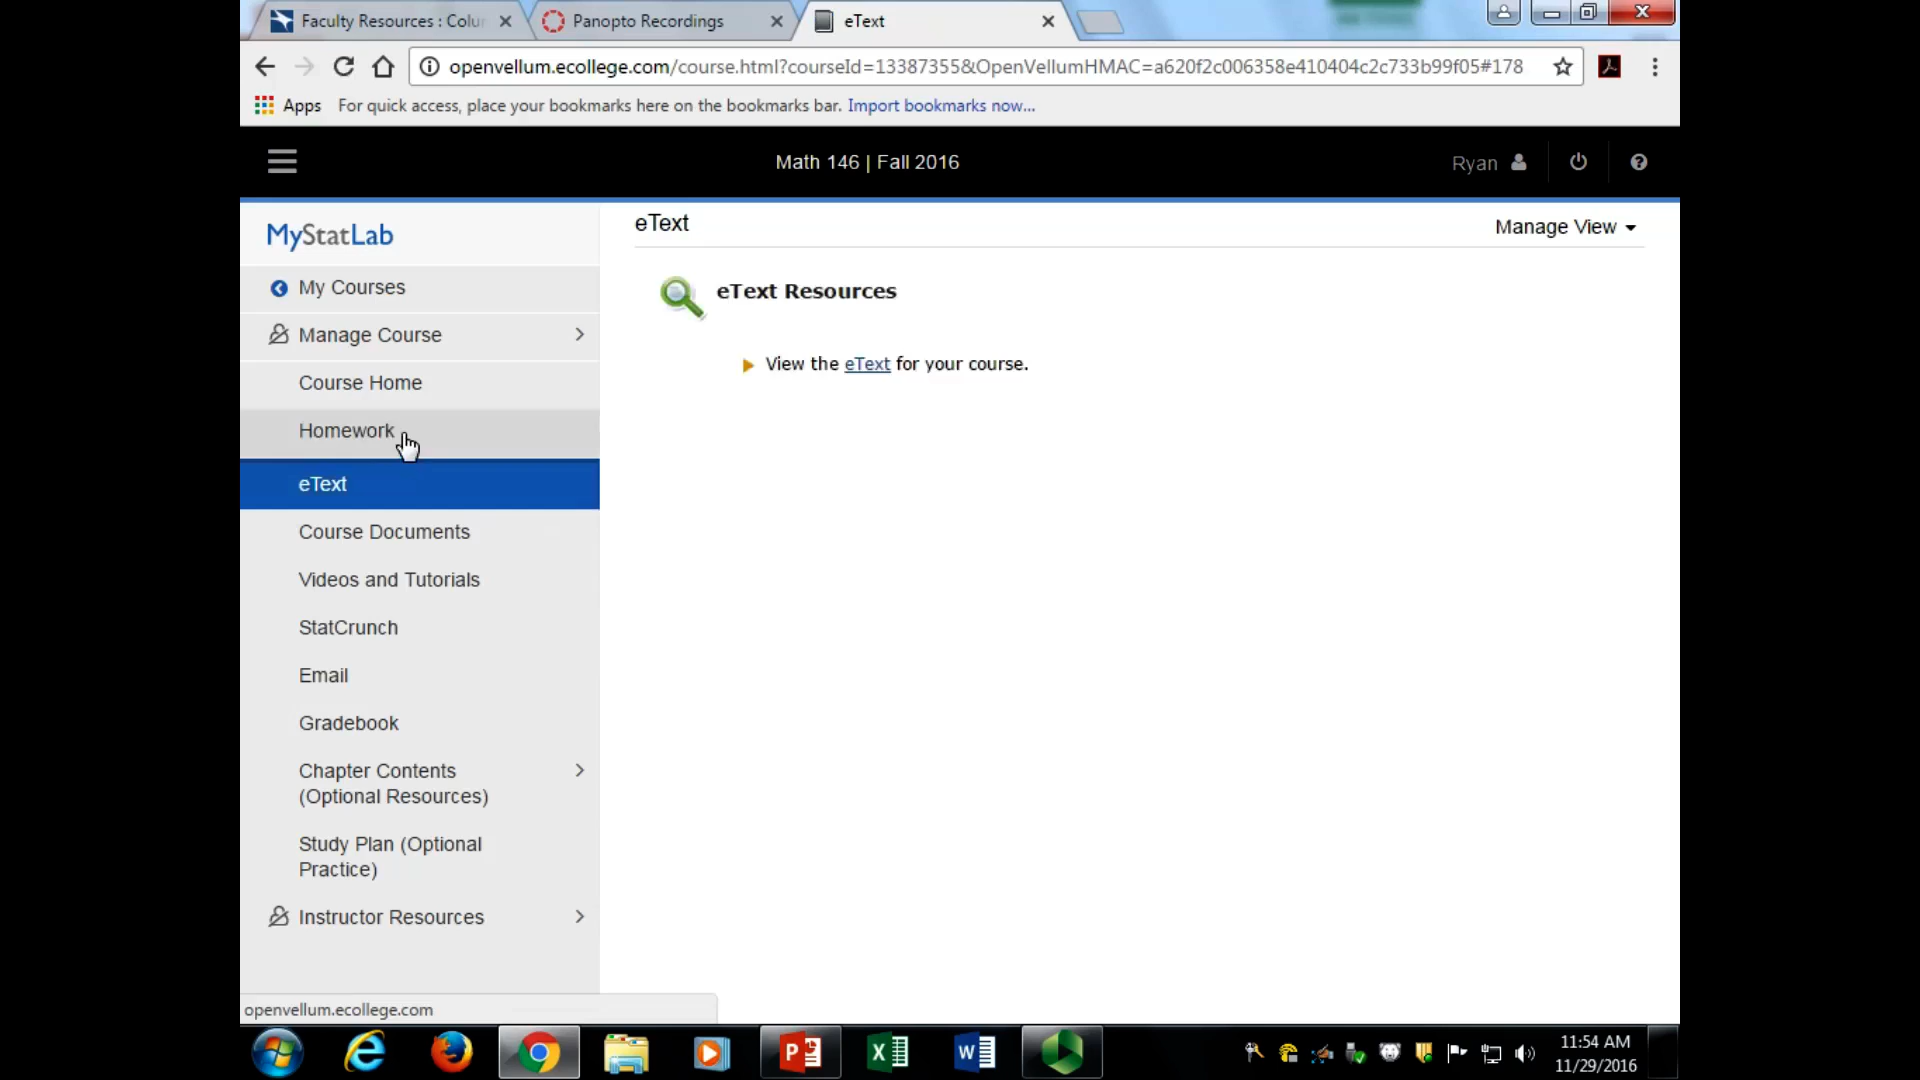 Faculty Resources : Colu
Panopto Recordings
eText
openvellum.ecollege.com/course.html?courseId=13387355&OpenVellumHMAC=a620f2c006358e410404c2c733b99f05#178
Apps For quick access, place your bookmarks here on the bookmarks bar. Import bookmarks now...
Math 146 | Fall 2016
Ryan
MyStatLab
eText
Manage View
My Courses
eText Resources
Manage Course
View the eText for your course.
Course Home
Homework
eText
Course Documents
Videos and Tutorials
StatCrunch
Email
Gradebook
Chapter Contents
(Optional Resources)
Study Plan (Optional
Practice)
Instructor Resources
openvellum.ecollege.com
11:54 AM
11/29/2016